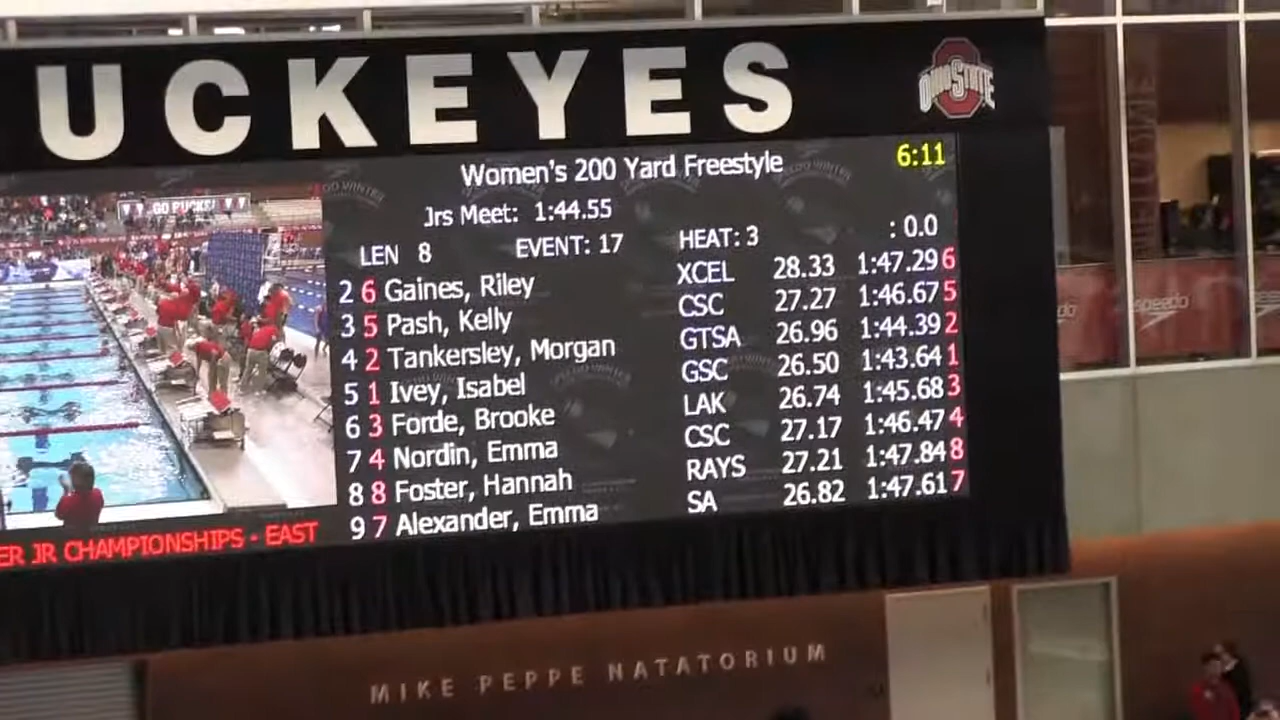 UCKEYES
OHIO STATE
Women's 200 Yard Freestyle 6:11
Jrs Meet: 1:44.55
LEN 8 EVENT: 17 HEAT: 3 : 0.0
2 6 Gaines, Riley XCEL 28.33 1:47.29 6
3 5 Pash, Kelly CSC 27.27 1:46.67 5
4 2 Tankersley, Morgan GTSA 26.96 1:44.39 2
5 1 Ivey, Isabel GSC 26.50 1:43.64 1
6 3 Forde, Brooke LAK 26.74 1:45.68 3
7 4 Nordin, Emma CSC 27.17 1:46.47 4
8 8 Foster, Hannah RAYS 27.21 1:47.84 8
9 7 Alexander, Emma SA 26.82 1:47.61 7
GO BUCKS!
ER JR CHAMPIONSHIPS - EAST
speedo
MIKE PEPPE NATATORIUM